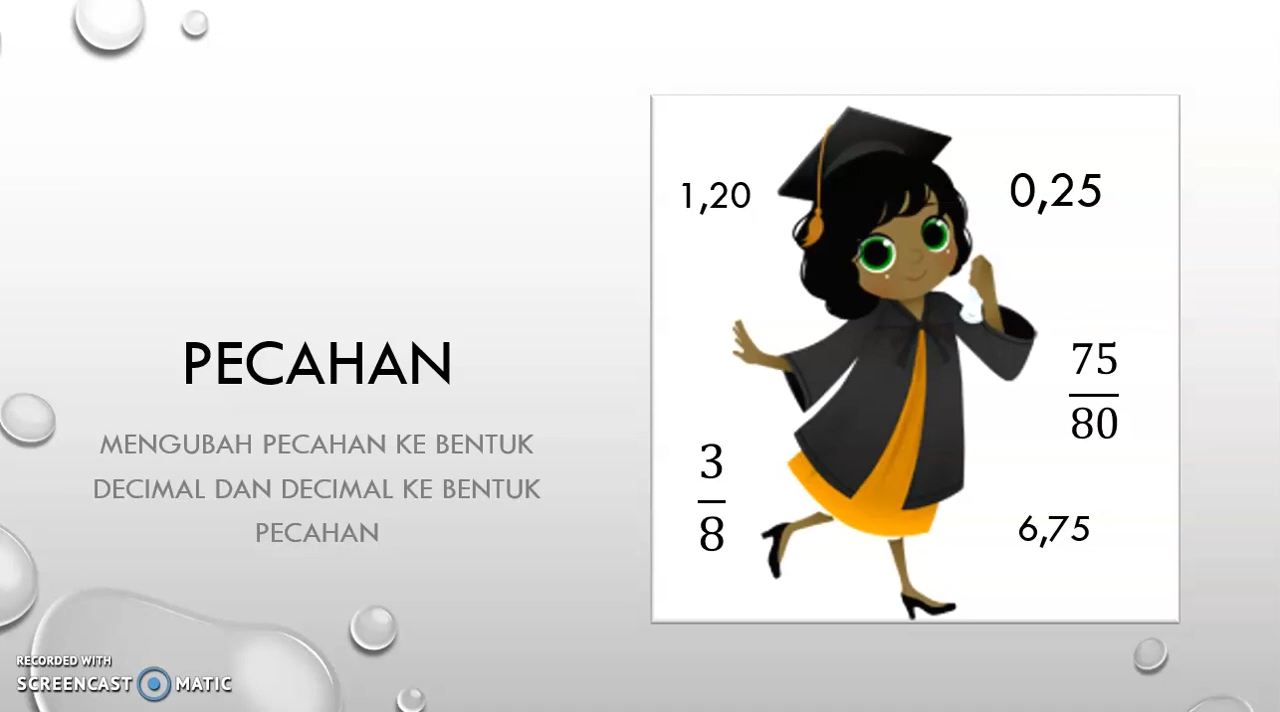 PECAHAN
MENGUBAH PECAHAN KE BENTUK
DECIMAL DAN DECIMAL KE BENTUK
PECAHAN
1,20
0,25
75
80
3
8
6,75
RECORDED WITH
SCREENCAST MATIC